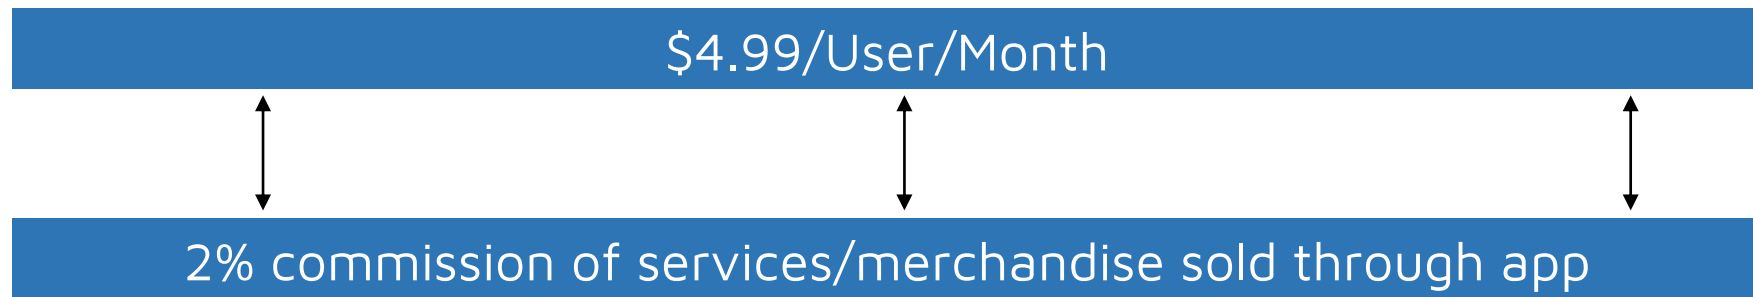 $4.99/User/Month
2% commission of services/merchandise sold through app